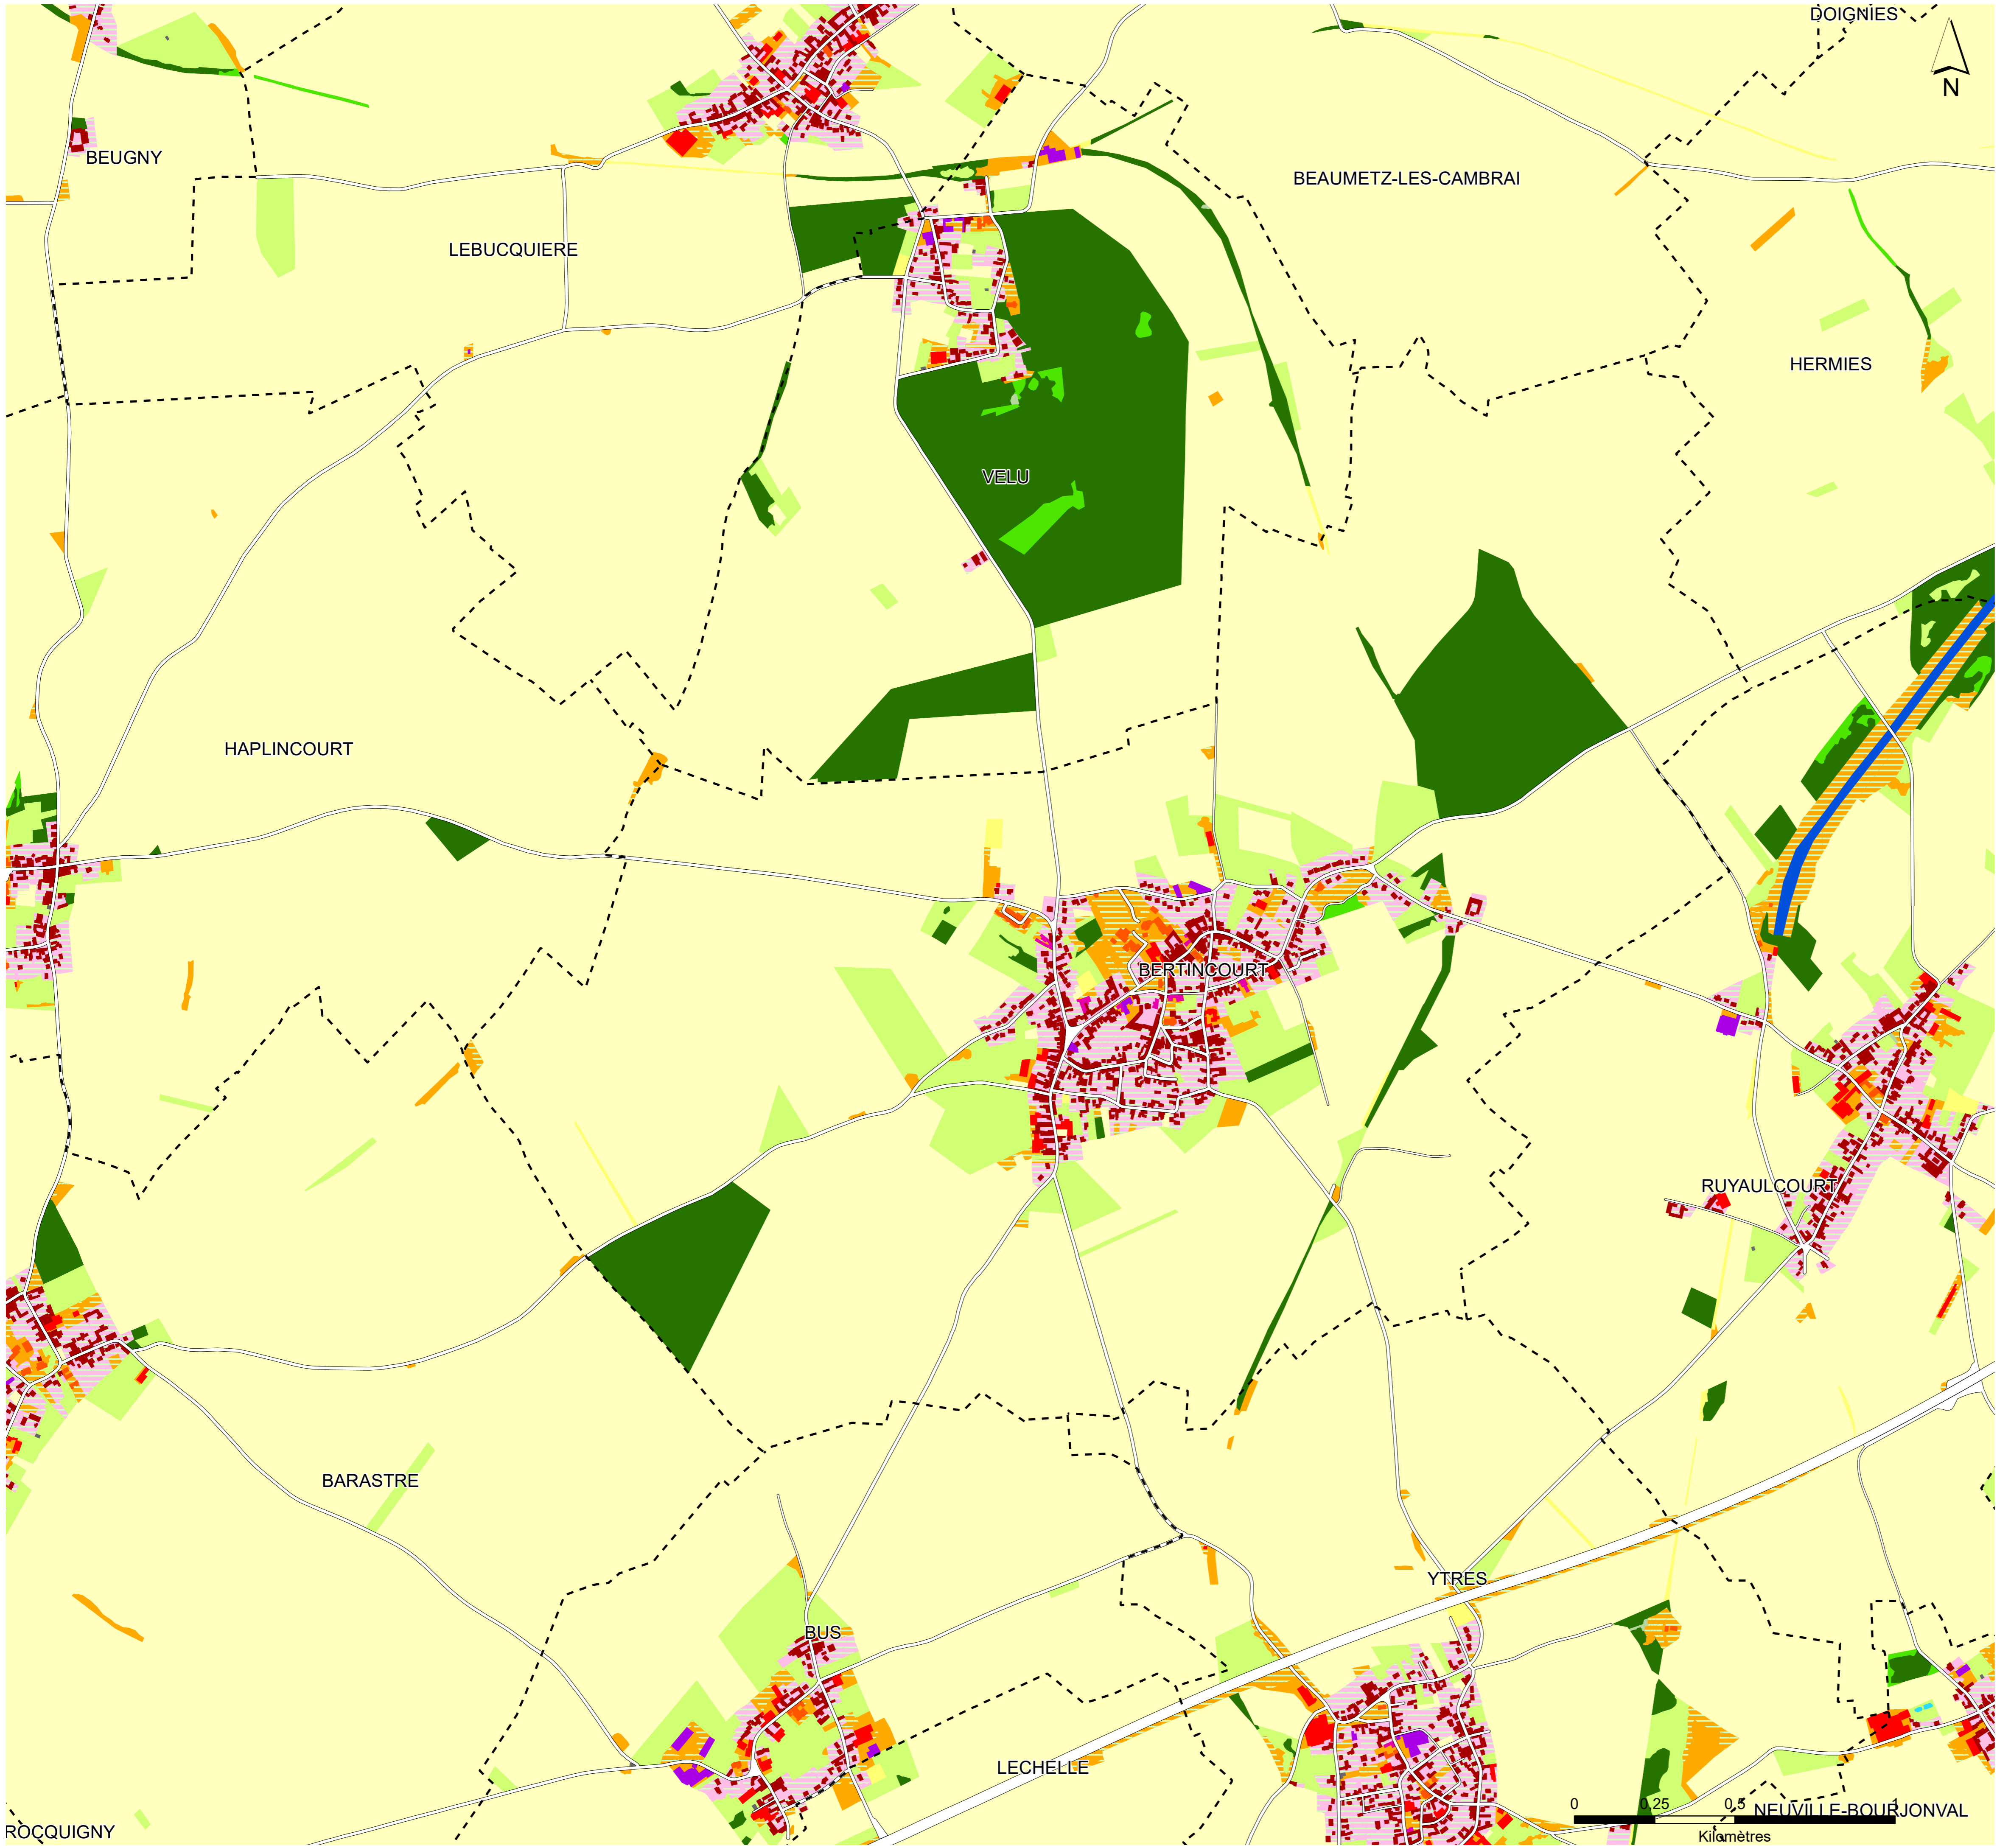 DOIGNIES
N
BEUGNY
BEAUMETZ-LES-CAMBRAI
LEBUCQUIERE
HERMIES
VELU
HAPLINCOURT
BERTINCOURT
RUYAULCOURT
BARASTRE
YTRES
BUS
LECHELLE
0 0,25 0,5 1
NEUVILLE-BOURJONVAL
ROCQUIGNY
Kilomètres